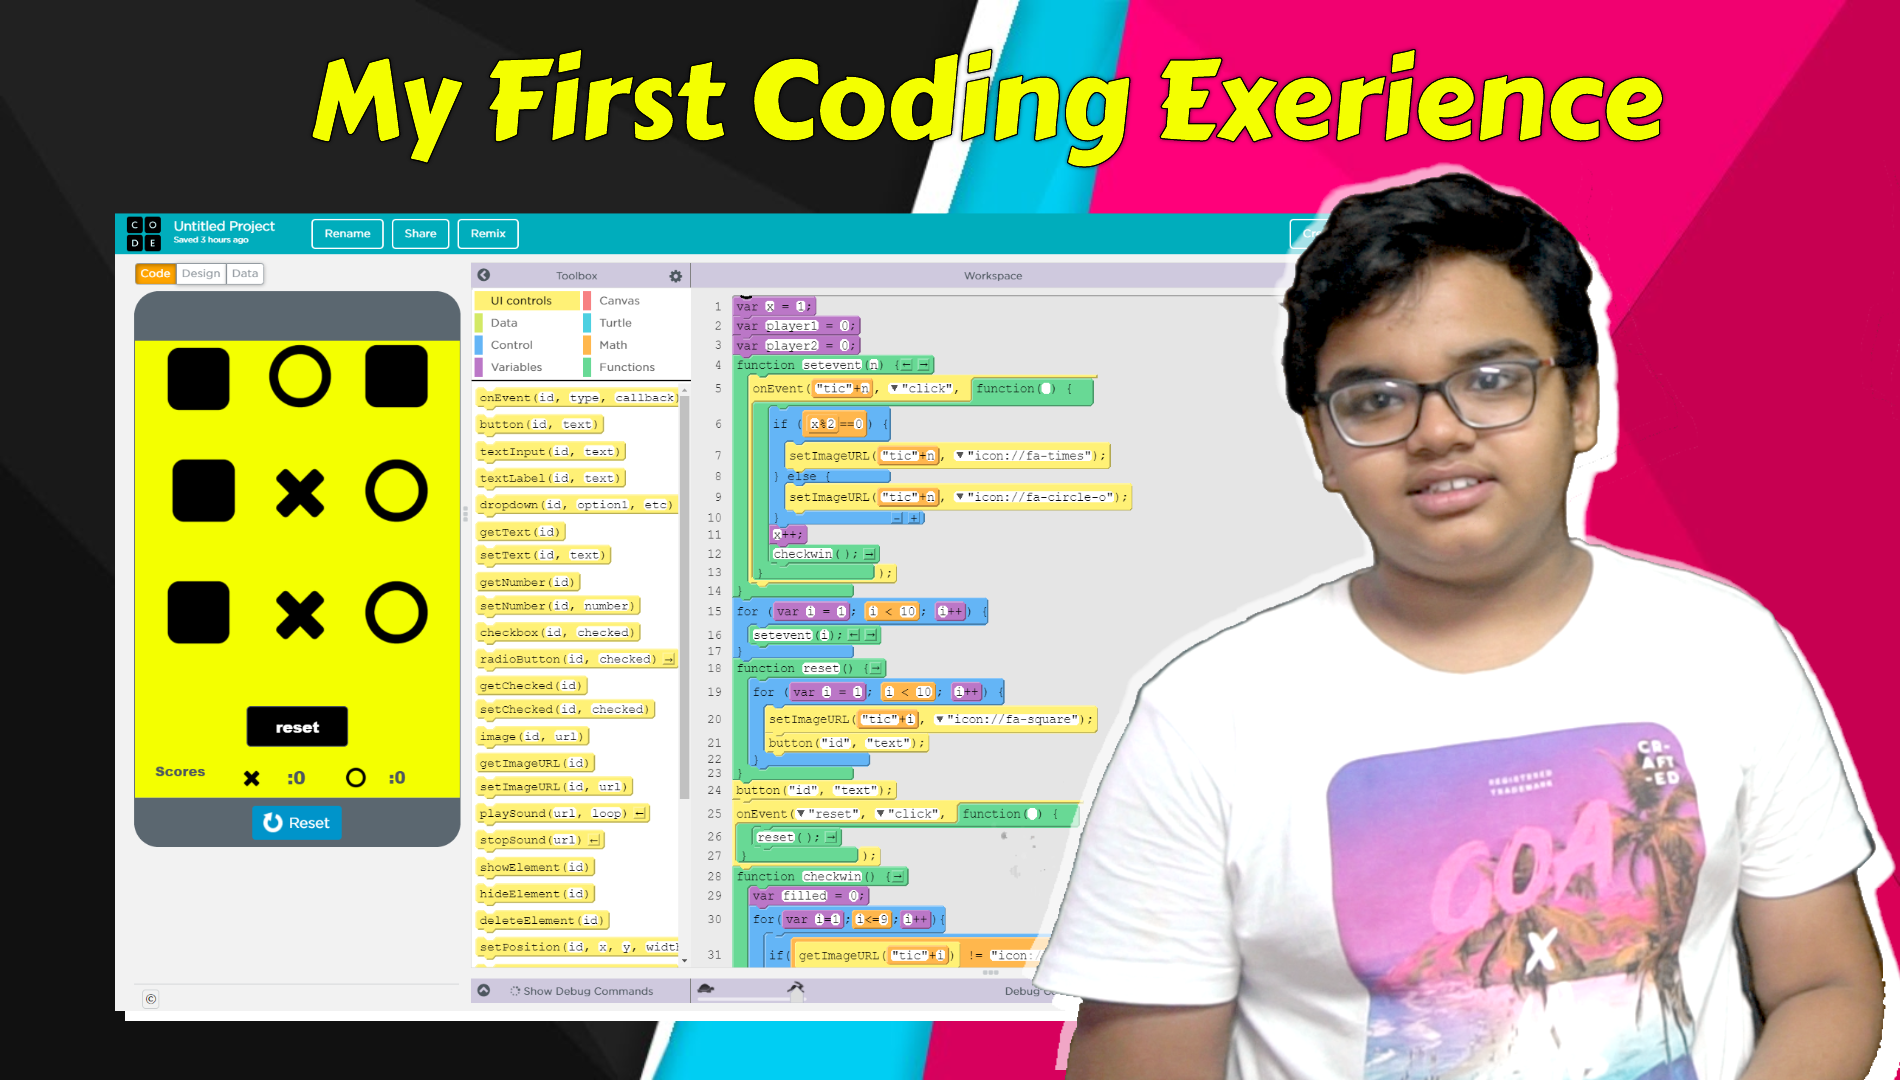 My First Coding Exerience
C O
D E
Untitled Project
Saved 3 hours ago
Rename
Share
Remix
Code
Design
Data
Toolbox
Workspace
UI controls
Canvas
Data
Turtle
Control
Math
Variables
Functions
onEvent(id, type, callback)
button(id, text)
textInput(id, text)
textLabel(id, text)
dropdown(id, option1, etc)
getText(id)
setText(id, text)
getNumber(id)
setNumber(id, number)
checkbox(id, checked)
radioButton(id, checked)
getChecked(id)
setChecked(id, checked)
image(id, url)
getImageURL(id)
setImageURL(id, url)
playSound(url, loop)
stopSound(url)
showElement(id)
hideElement(id)
deleteElement(id)
setPosition(id, x, y, width
1 var x = 1;
2 var player1 = 0;
3 var player2 = 0;
4 function setevent(n) {
5 onEvent("tic"+n, ▼"click", function() {
6 if (x%2==0) {
7 setImageURL("tic"+n, ▼"icon://fa-times");
8 } else {
9 setImageURL("tic"+n, ▼"icon://fa-circle-o");
10 }
11 x++;
12 checkwin();
13 } );
14 }
15 for (var i = 1; i < 10; i++) {
16 setevent(i);
17 }
18 function reset() {
19 for (var i = 1; i < 10; i++) {
20 setImageURL("tic"+i, ▼"icon://fa-square");
21 button("id", "text");
22 }
23 }
24 button("id", "text");
25 onEvent(▼"reset", ▼"click", function() {
26 reset();
27 } );
28 function checkwin() {
29 var filled = 0;
30 for(var i=1;i<=9;i++){
31 if(getImageURL("tic"+i) != "icon:
reset
Scores
:0
:0
Reset
©
Show Debug Commands
Debug
REGISTERED
TRADEMARK
CR-
AFT
ED
GOA
X